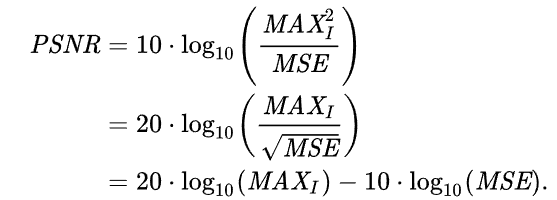 PSNR = 10 · log₁₀ (MAX_I² / MSE)
= 20 · log₁₀ (MAX_I / √MSE)
= 20 · log₁₀ (MAX_I) − 10 · log₁₀ (MSE).